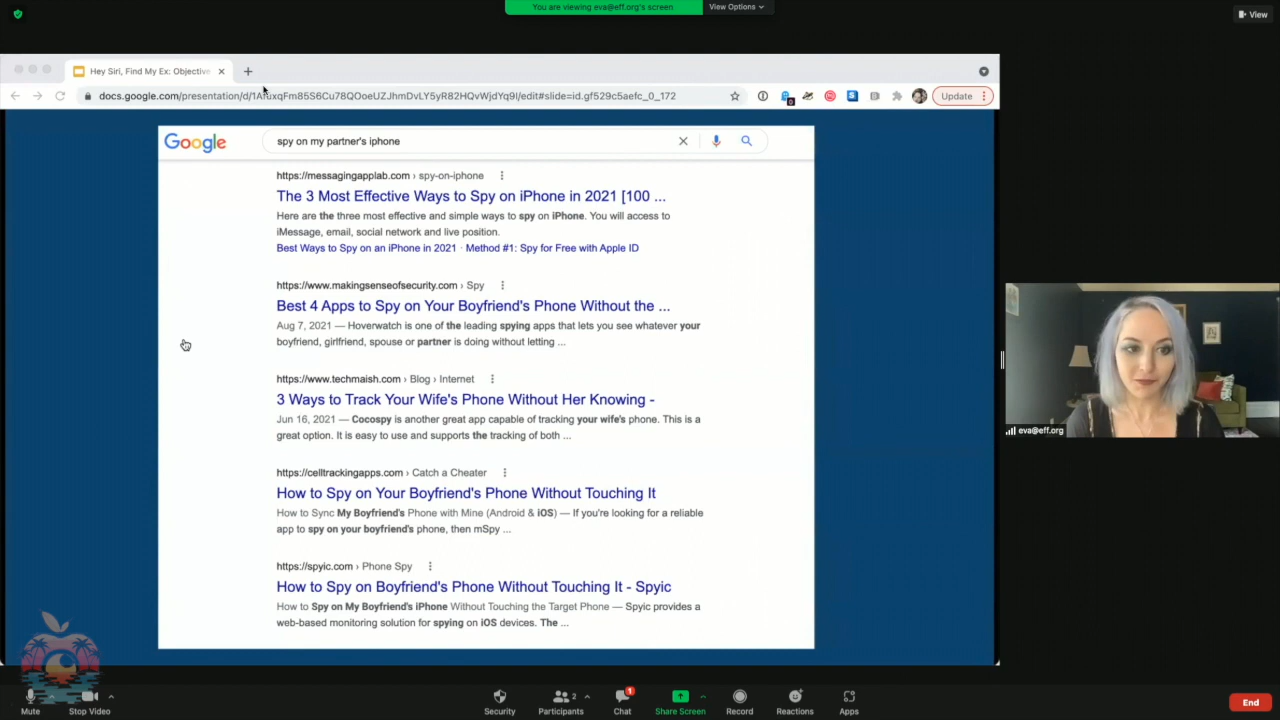 You are viewing eva@eff.org's screen
View Options
View
Hey Siri, Find My Ex: Objective
docs.google.com/presentation/d/
edit#slide=id.gf529c5aefc_0_172
Update
Google
spy on my partner's iphone
https://messagingapplab.com › spy-on-iphone
The 3 Most Effective Ways to Spy on iPhone in 2021 [100 ...
Here are the three most effective and simple ways to spy on iPhone. You will access to
iMessage, email, social network and live position.
Best Ways to Spy on an iPhone in 2021 · Method #1: Spy for Free with Apple ID
https://www.makingsenseofsecurity.com › Spy
Best 4 Apps to Spy on Your Boyfriend's Phone Without the ...
Aug 7, 2021 — Hoverwatch is one of the leading spying apps that lets you see whatever your
boyfriend, girlfriend, spouse or partner is doing without letting ...
https://www.techmaish.com › Blog › Internet
3 Ways to Track Your Wife's Phone Without Her Knowing -
Jun 16, 2021 — Cocospy is another great app capable of tracking your wife's phone. This is a
great option. It is easy to use and supports the tracking of both ...
https://celltrackingapps.com › Catch a Cheater
How to Spy on Your Boyfriend's Phone Without Touching It
How to Sync My Boyfriend's Phone with Mine (Android & iOS) — If you're looking for a reliable
app to spy on your boyfriend's phone, then mSpy ...
https://spyic.com › Phone Spy
How to Spy on Boyfriend's Phone Without Touching It - Spyic
How to Spy on My Boyfriend's iPhone Without Touching the Target Phone — Spyic provides a
web-based monitoring solution for spying on iOS devices. The ...
eva@eff.org
Mute
Stop Video
Security
Participants
2
Chat
1
Share Screen
Record
Reactions
Apps
End